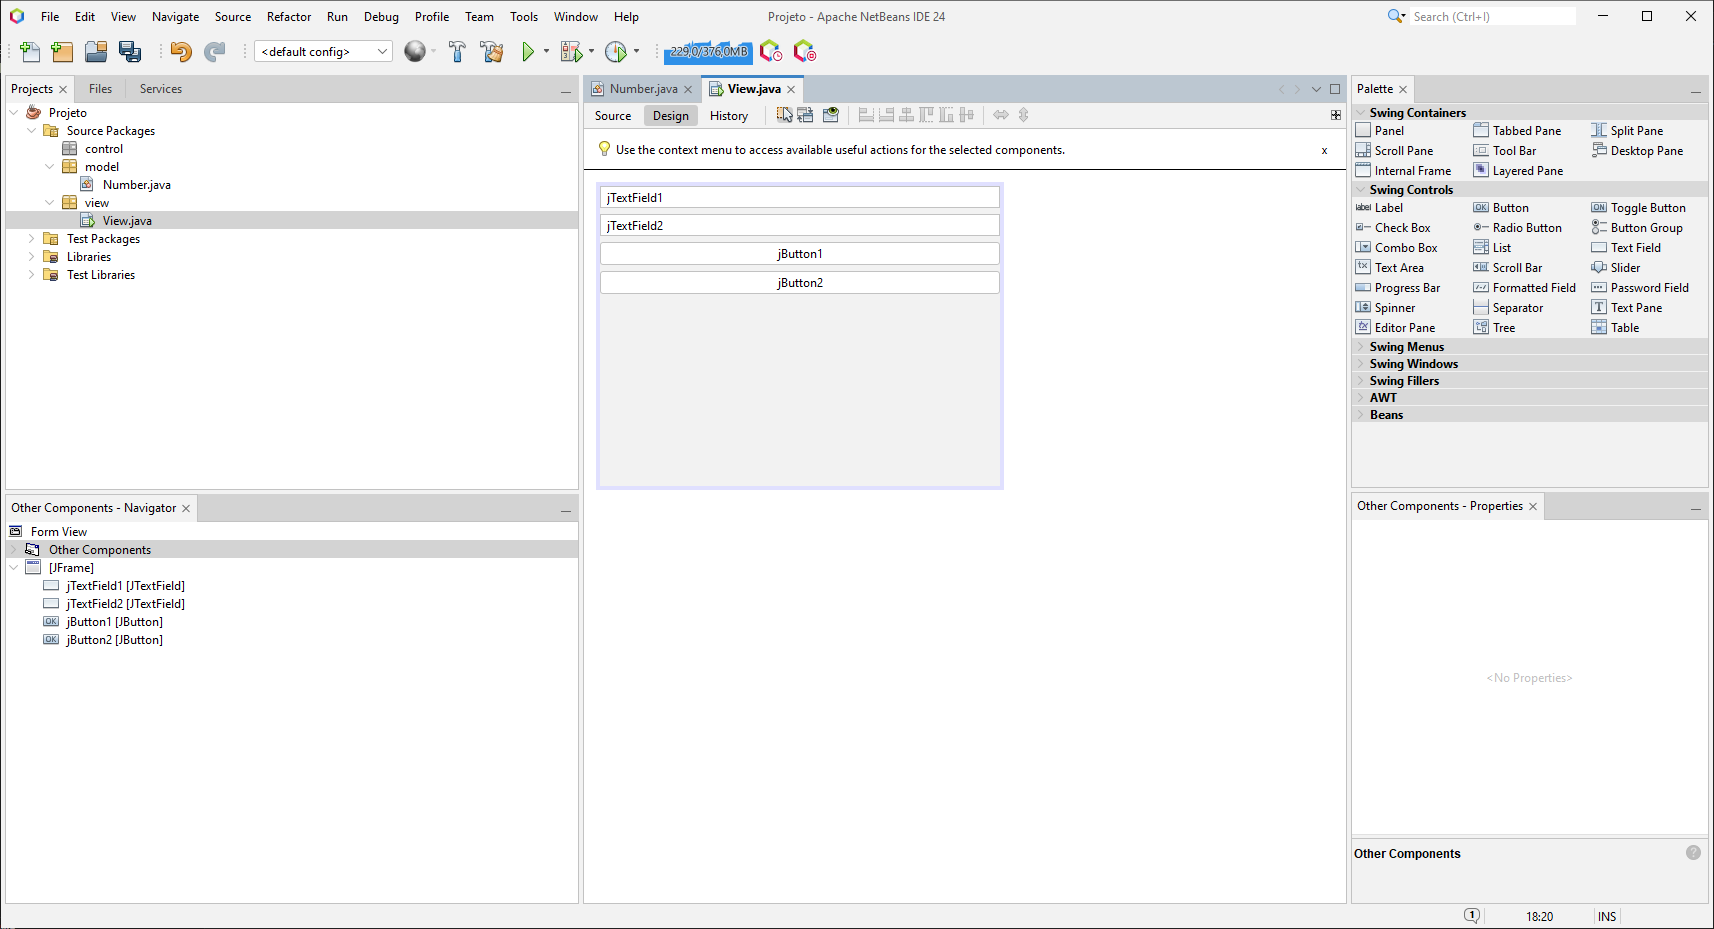 File Edit View Navigate Source Refactor Run Debug Profile Team Tools Window Help
Projeto - Apache NetBeans IDE 24
Search (Ctrl+I)
<default config>
229,0/376,0MB
Projects
Files
Services
Projeto
Source Packages
control
model
Number.java
view
View.java
Test Packages
Libraries
Test Libraries
Other Components - Navigator
Form View
Other Components
[JFrame]
jTextField1 [JTextField]
jTextField2 [JTextField]
jButton1 [JButton]
jButton2 [JButton]
Number.java
View.java
Source Design History
Use the context menu to access available useful actions for the selected components.
x
jTextField1
jTextField2
jButton1
jButton2
Palette
Swing Containers
Panel Tabbed Pane Split Pane
Scroll Pane Tool Bar Desktop Pane
Internal Frame Layered Pane
Swing Controls
label Label OK Button ON Toggle Button
Check Box Radio Button Button Group
Combo Box List Text Field
Text Area Scroll Bar Slider
Progress Bar Formatted Field Password Field
Spinner Separator T Text Pane
Editor Pane Tree Table
Swing Menus
Swing Windows
Swing Fillers
AWT
Beans
Other Components - Properties
<No Properties>
Other Components
?
1
18:20
INS